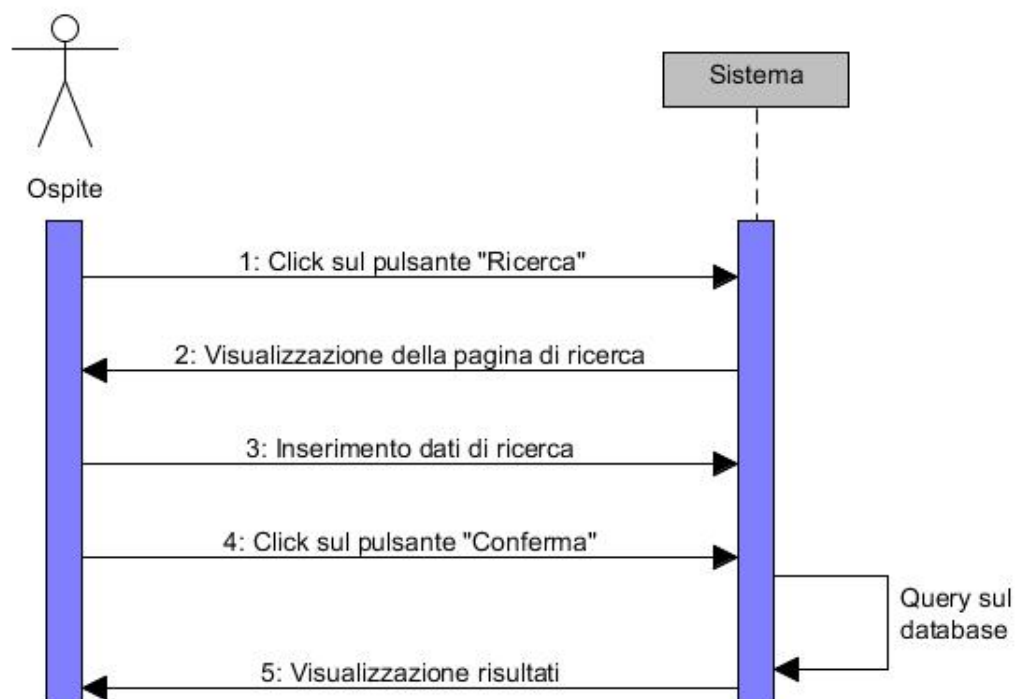 Sistema
Ospite
1: Click sul pulsante "Ricerca"
2: Visualizzazione della pagina di ricerca
3: Inserimento dati di ricerca
4: Click sul pulsante "Conferma"
Query sul
database
5: Visualizzazione risultati